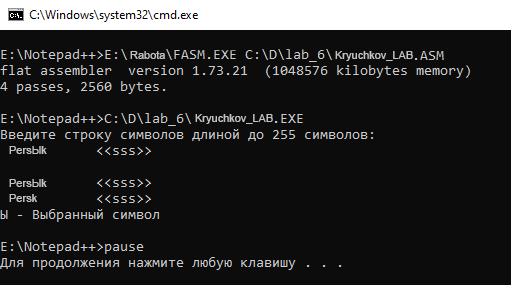 C:\Windows\system32\cmd.exe
E:\Notepad++>E:\Rabota\FASM.EXE C:\D\lab_6\Kryuchkov_LAB.ASM
flat assembler  version 1.73.21  (1048576 kilobytes memory)
4 passes, 2560 bytes.
E:\Notepad++>C:\D\lab_6\Kryuchkov_LAB.EXE
Введите строку символов длиной до 255 символов:
PersЫk <<sss>>
PersЫk <<sss>>
Persk <<sss>>
Ы - Выбранный символ
E:\Notepad++>pause
Для продолжения нажмите любую клавишу . . .